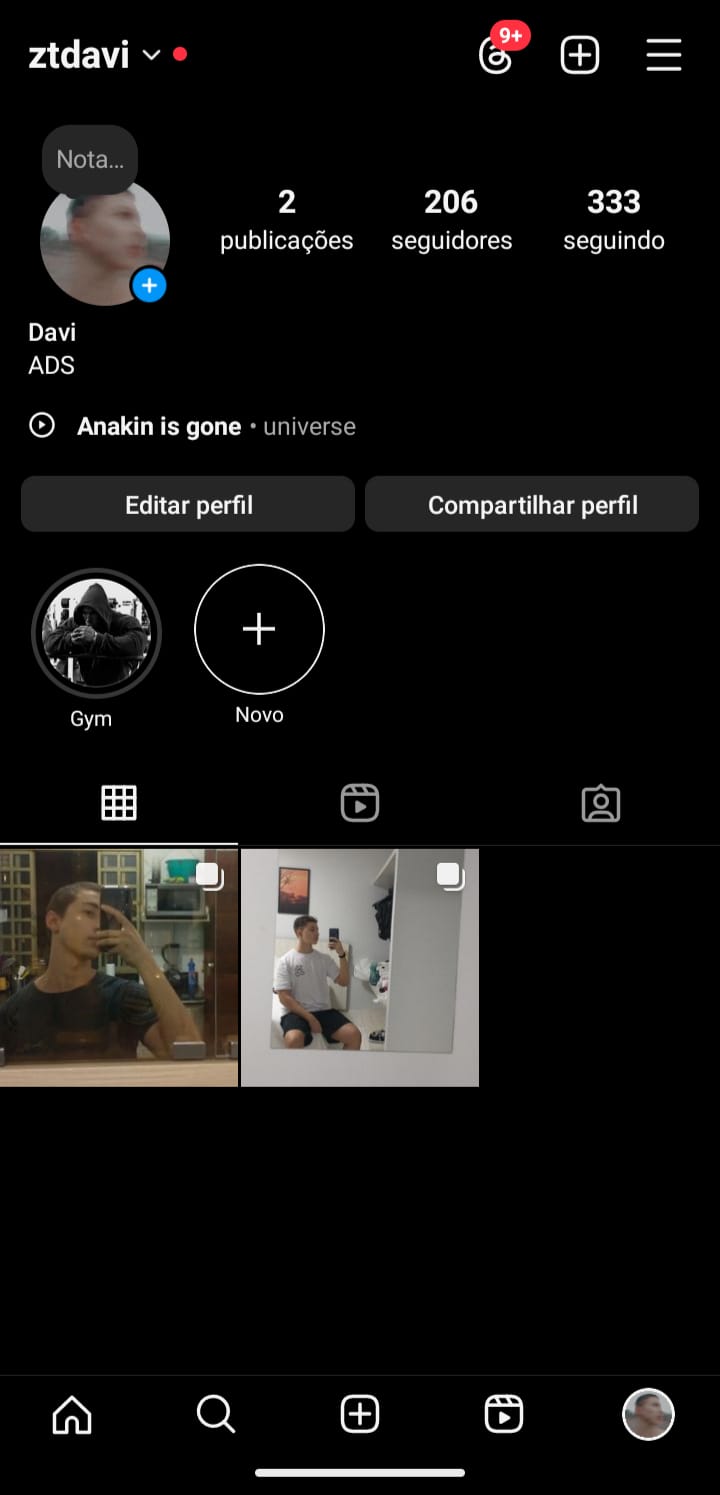 ztdavi
9+
Nota...
2
206
333
publicações
seguidores
seguindo
Davi
ADS
Anakin is gone • universe
Editar perfil
Compartilhar perfil
Gym
Novo